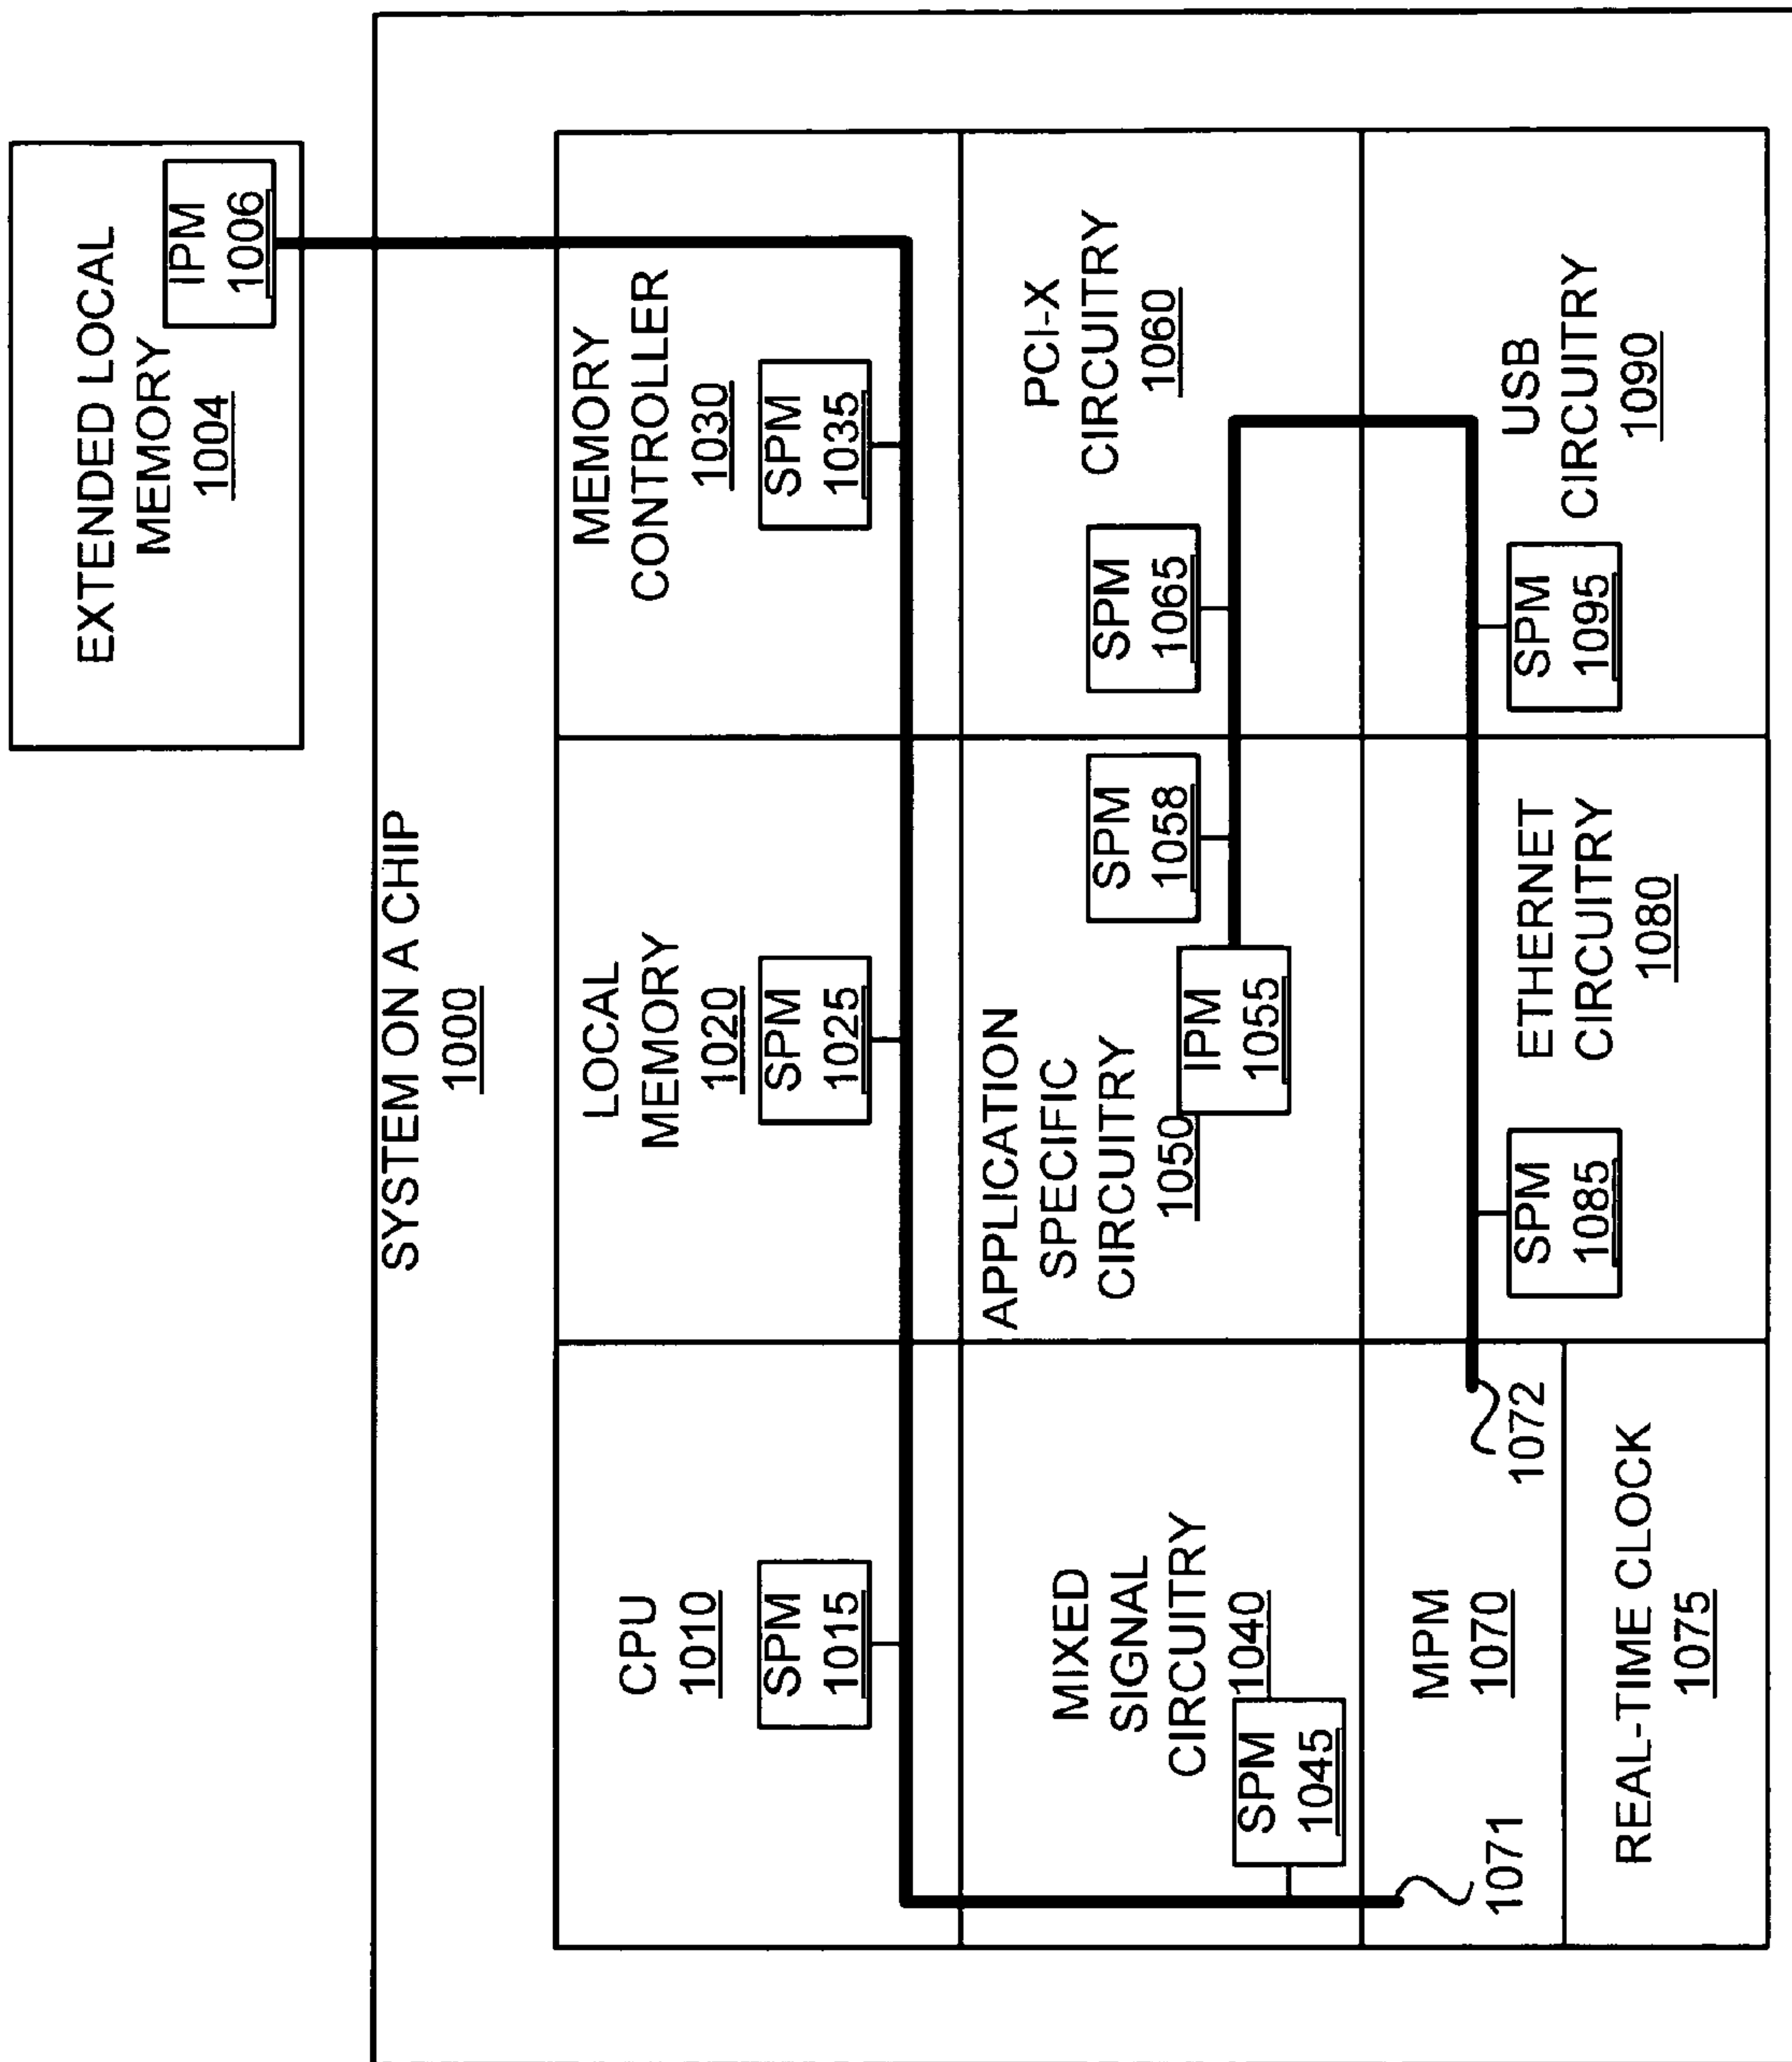 EXTENDED LOCAL
MEMORY
1004
IPM
1006
SYSTEM ON A CHIP
1000
CPU
1010
SPM
1015
LOCAL
MEMORY
1020
SPM
1025
MEMORY
CONTROLLER
1030
SPM
1035
MIXED
SIGNAL
CIRCUITRY
1040
SPM
1045
APPLICATION
SPECIFIC
CIRCUITRY
1050
IPM
1055
SPM
1058
PCI-X
CIRCUITRY
1060
SPM
1065
MPM
1070
1071
1072
REAL-TIME CLOCK
1075
ETHERNET
CIRCUITRY
1080
SPM
1085
USB
CIRCUITRY
1090
SPM
1095